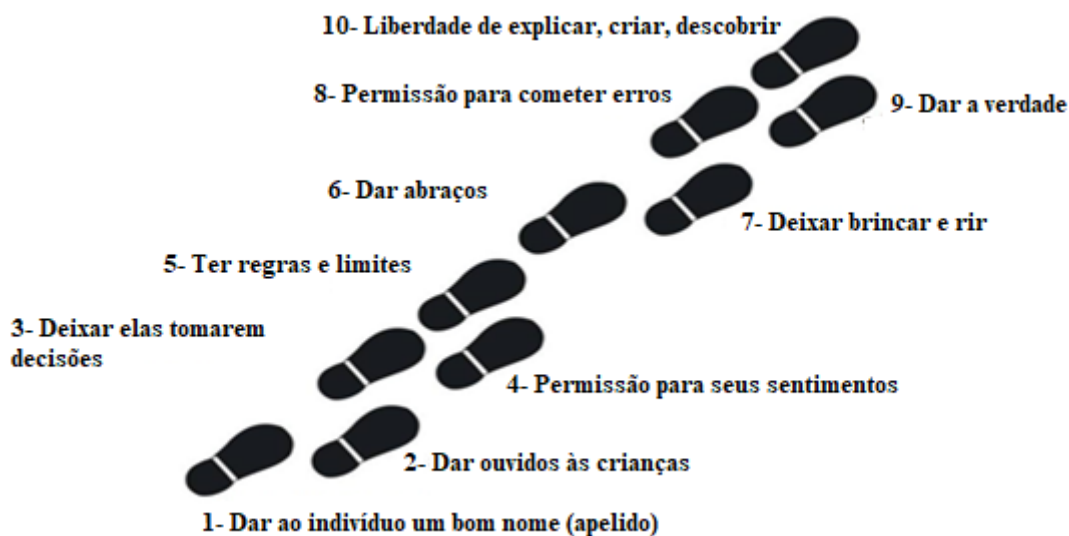 10- Liberdade de explicar, criar, descobrir
8- Permissão para cometer erros
9- Dar a verdade
6- Dar abraços
7- Deixar brincar e rir
5- Ter regras e limites
3- Deixar elas tomarem
decisões
4- Permissão para seus sentimentos
2- Dar ouvidos às crianças
1- Dar ao indivíduo um bom nome (apelido)